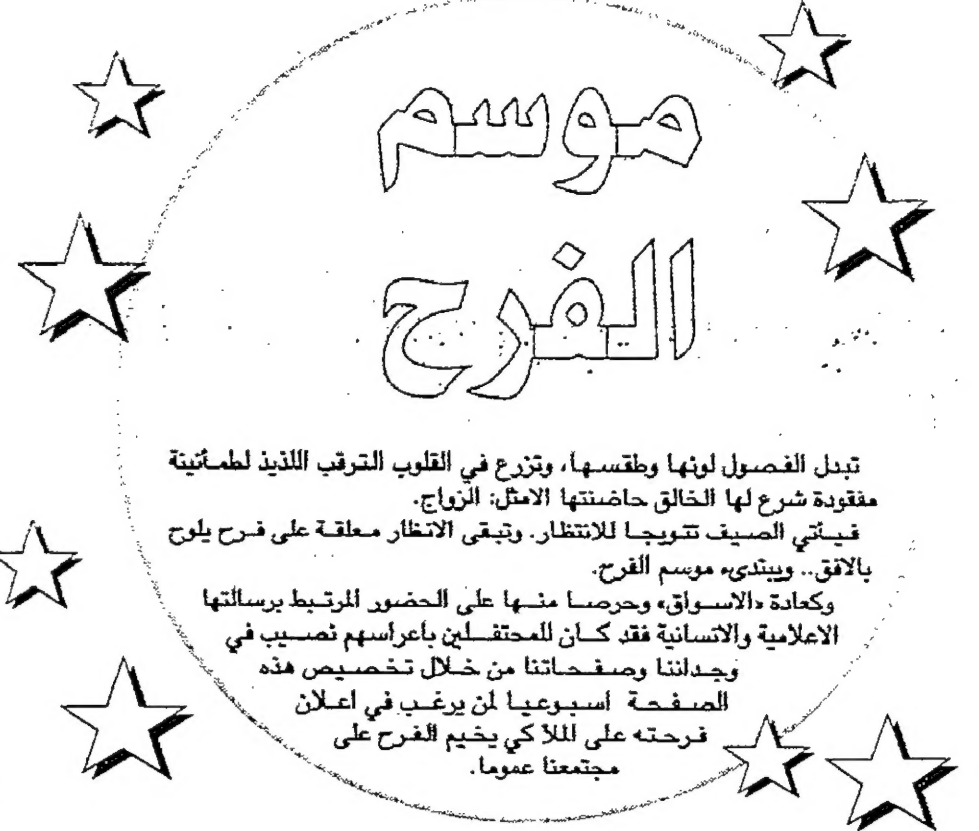 موسم
الفرح
تبدل الفصول لونها وطقسها، وتزرع في القلوب الترقب اللذيذ لطمأنينة
مفقودة شرع لها الخالق حاضنتها الامثل: الزواج.
فيأتي الصيف تتويجا للانتظار. وتبقى الانظار معلقة على فرح يلوح
بالافق.. ويبتدىء موسم الفرح.
وكعادة «الاسواق» وحرصا منها على الحضور المرتبط برسالتها
الاعلامية والانسانية فقد كان للمحتفلين باعراسهم نصيب في
وجداننا وصفحاتنا من خلال تخصيص هذه
الصفحة اسبوعيا لمن يرغب في اعلان
فرحته على الملأ كي يخيم الفرح على
مجتمعنا عموما.